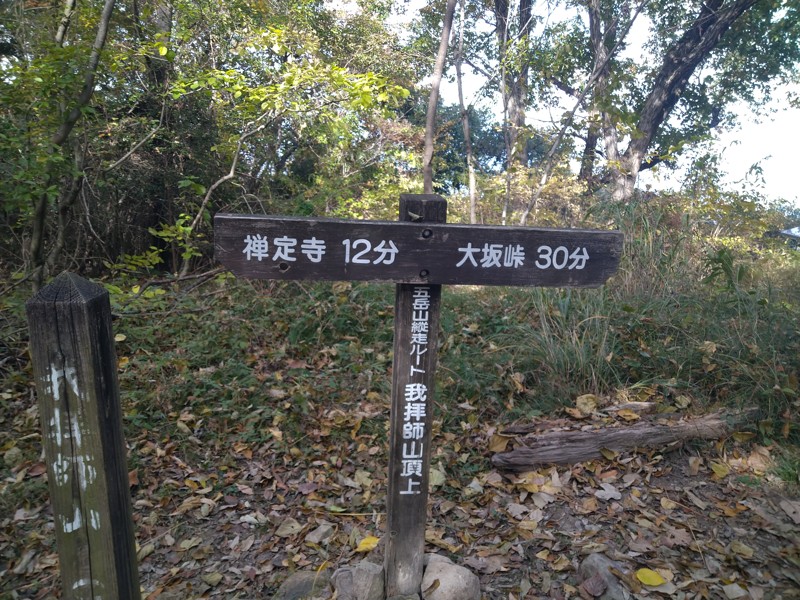 禅定寺 12分
大坂峠 30分
五岳山縦走ルート 我拝師山頂上